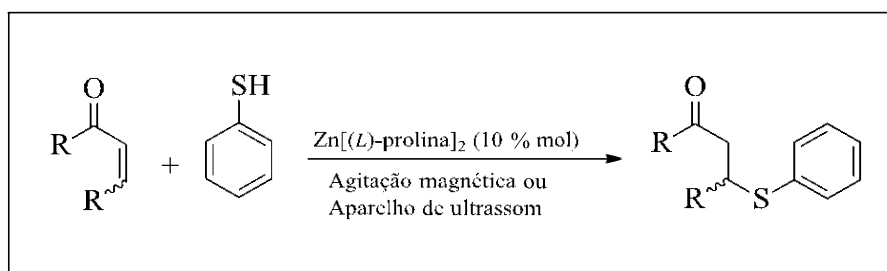 O
SH
R
+
R
Zn[(L)-prolina]2 (10 % mol)
Agitação magnética ou
Aparelho de ultrassom
O
R
R
S